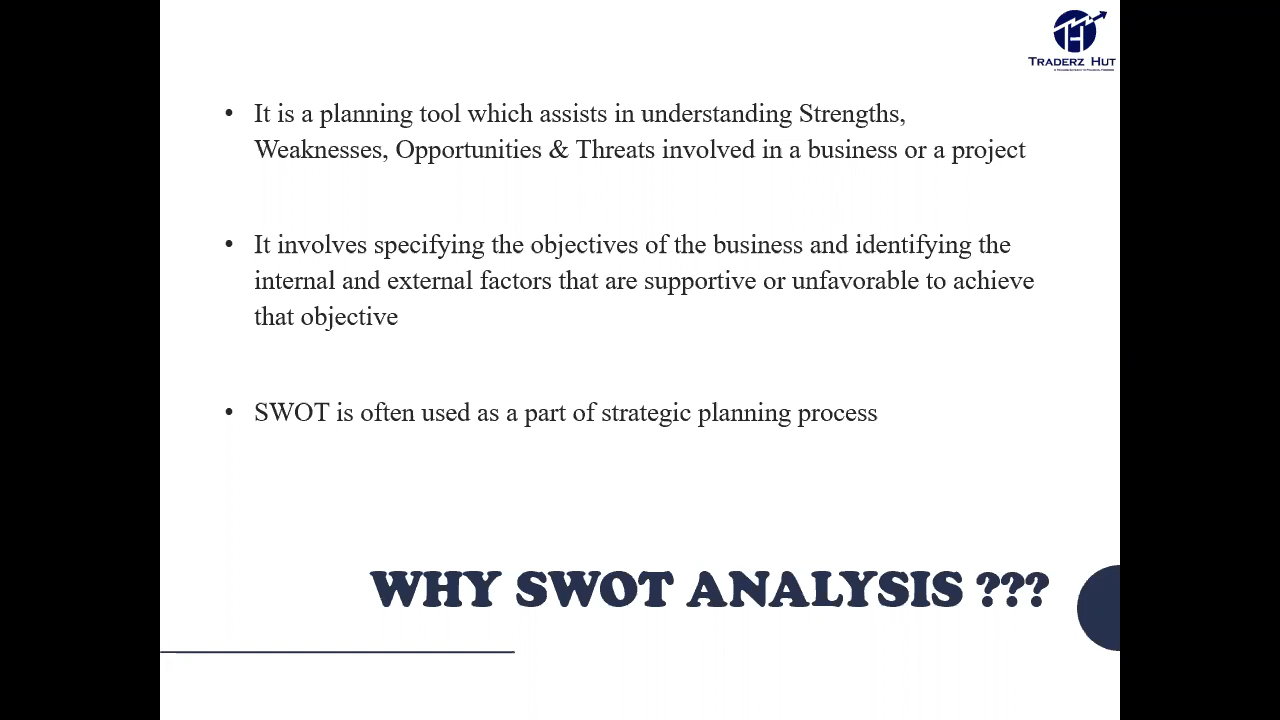 TRADERZ HUT
• It is a planning tool which assists in understanding Strengths,
Weaknesses, Opportunities & Threats involved in a business or a project
• It involves specifying the objectives of the business and identifying the
internal and external factors that are supportive or unfavorable to achieve
that objective
• SWOT is often used as a part of strategic planning process
WHY SWOT ANALYSIS ???